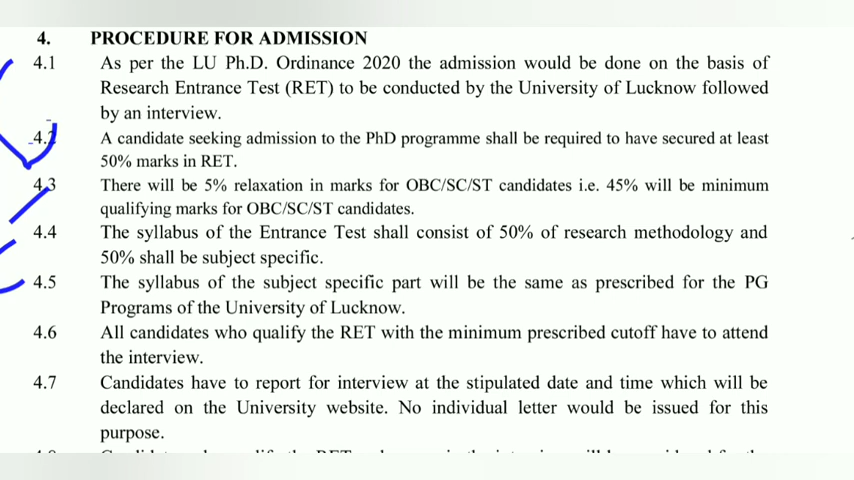 4. PROCEDURE FOR ADMISSION
4.1 As per the LU Ph.D. Ordinance 2020 the admission would be done on the basis of
Research Entrance Test (RET) to be conducted by the University of Lucknow followed
by an interview.
4.2 A candidate seeking admission to the PhD programme shall be required to have secured at least
50% marks in RET.
4.3 There will be 5% relaxation in marks for OBC/SC/ST candidates i.e. 45% will be minimum
qualifying marks for OBC/SC/ST candidates.
4.4 The syllabus of the Entrance Test shall consist of 50% of research methodology and
50% shall be subject specific.
4.5 The syllabus of the subject specific part will be the same as prescribed for the PG
Programs of the University of Lucknow.
4.6 All candidates who qualify the RET with the minimum prescribed cutoff have to attend
the interview.
4.7 Candidates have to report for interview at the stipulated date and time which will be
declared on the University website. No individual letter would be issued for this
purpose.